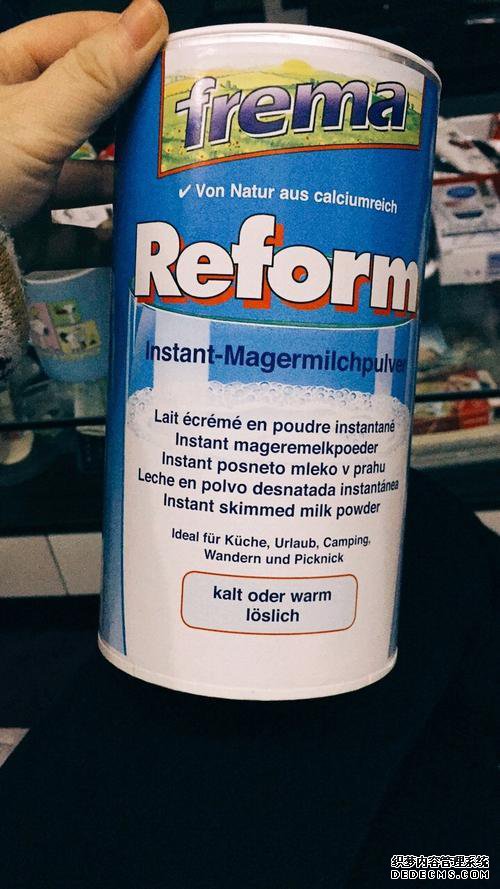 frema
✓ Von Natur aus calciumreich
Reform
Instant-Magermilchpulver
Lait écrémé en poudre instantané
Instant mageremelkpoeder
Instant posneto mleko v prahu
Leche en polvo desnatada instantánea
Instant skimmed milk powder
Ideal für Küche, Urlaub, Camping,
Wandern und Picknick
kalt oder warm
löslich
织梦内容管理系统
DEDECMS.COM